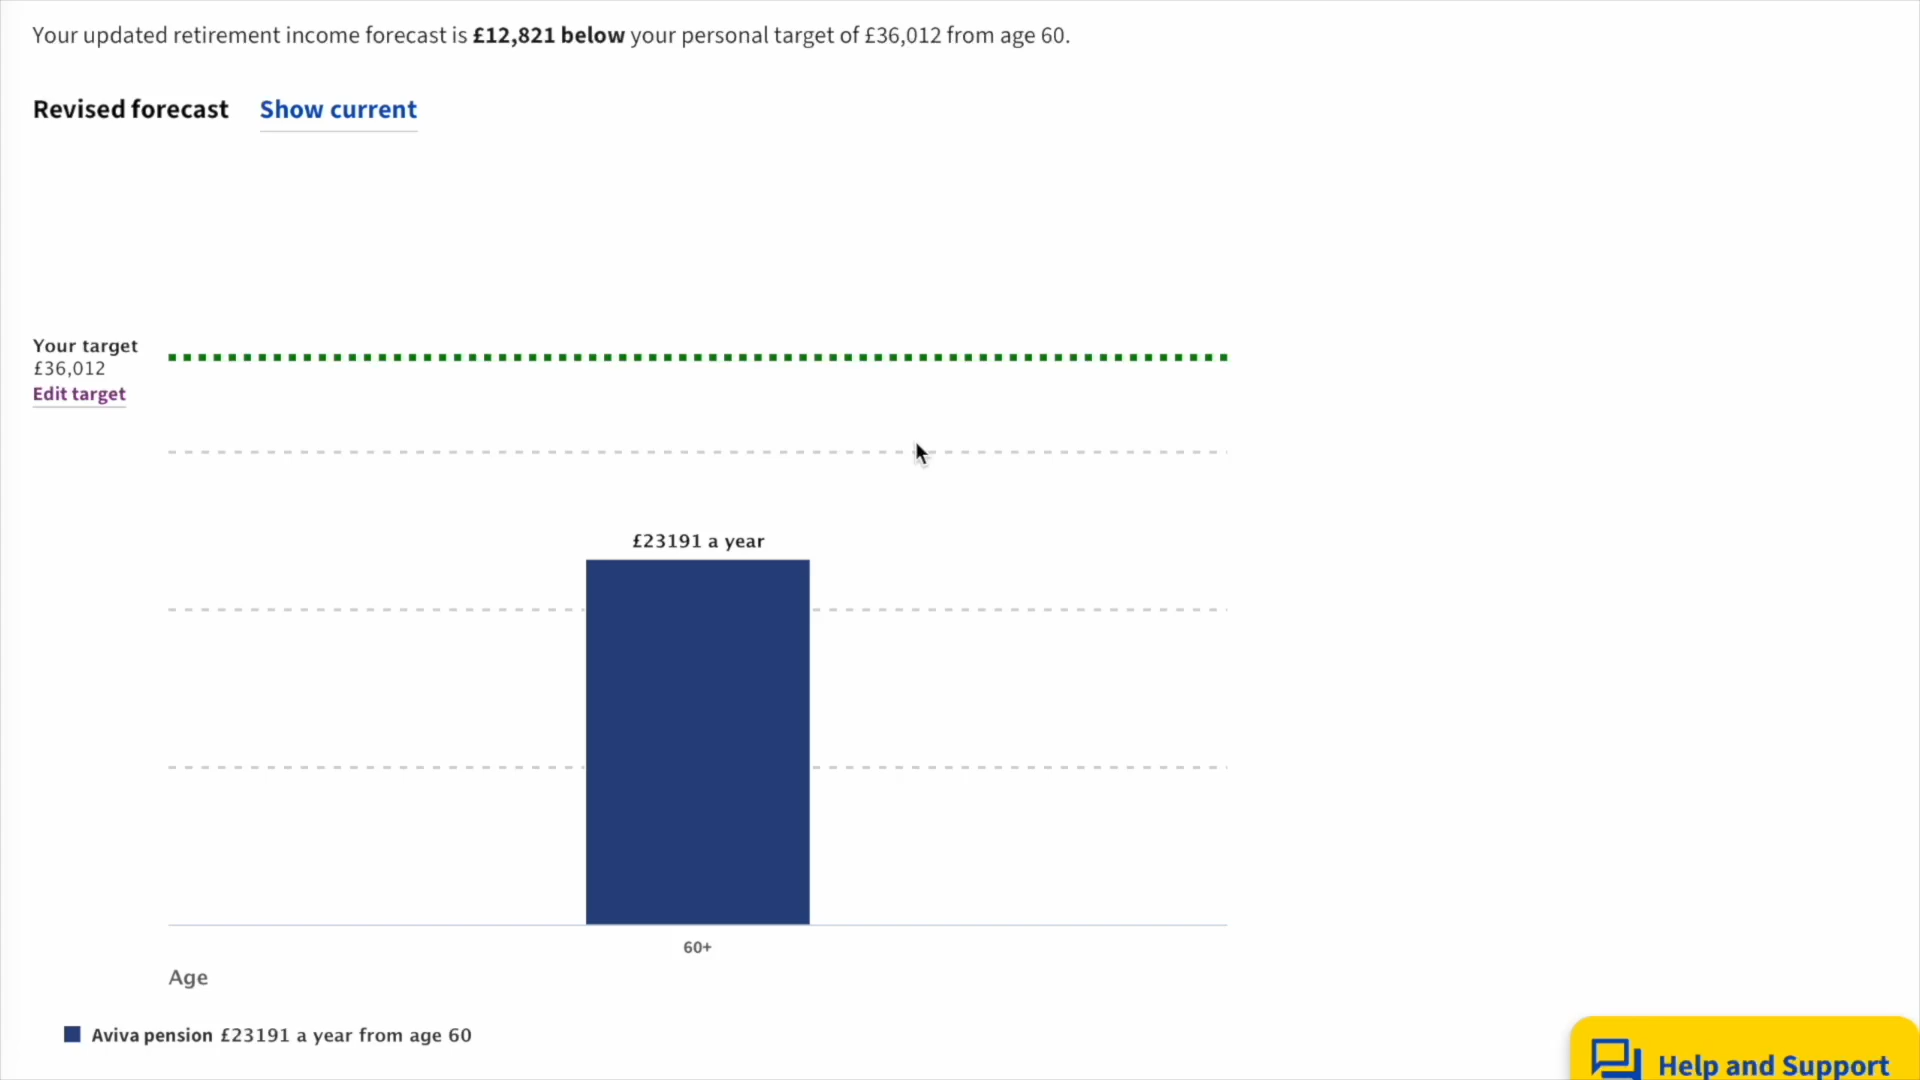 Your updated retirement income forecast is £12,821 below your personal target of £36,012 from age 60.
Revised forecast Show current
Your target
£36,012
Edit target
£23191 a year
60+
Age
Aviva pension £23191 a year from age 60
Help and Support